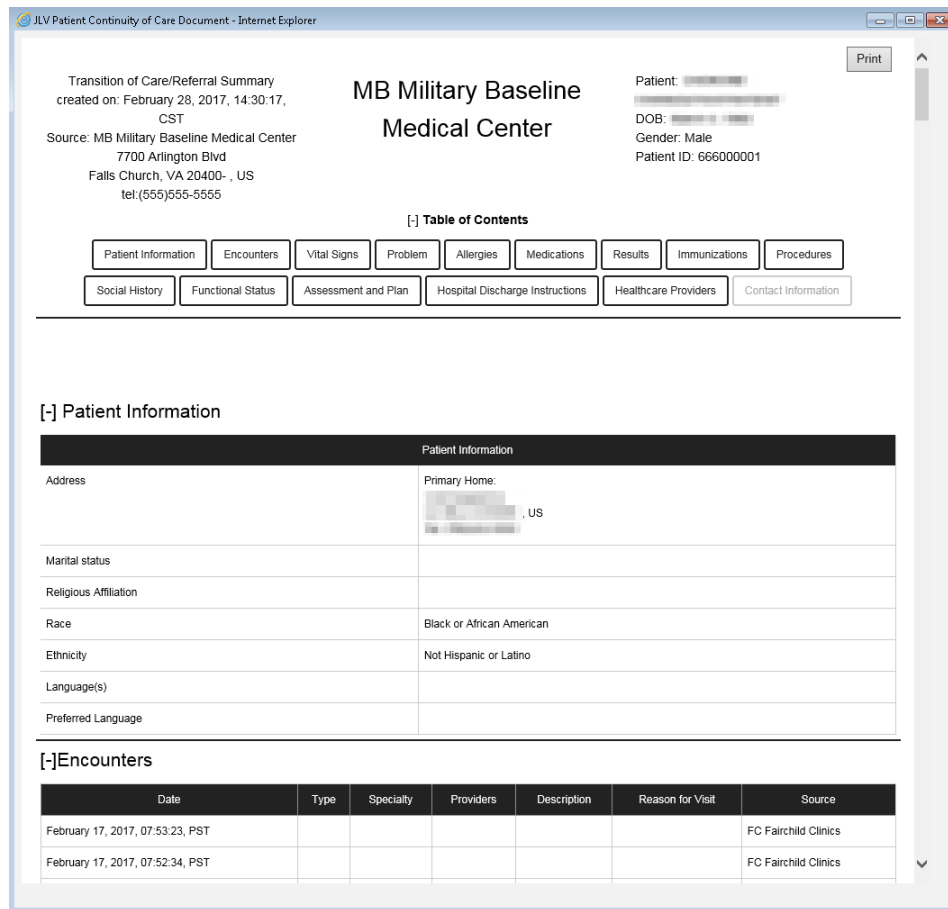 JLV Patient Continuity of Care Document - Internet Explorer
Print
Transition of Care/Referral Summary
created on: February 28, 2017, 14:30:17,
CST
Source: MB Military Baseline Medical Center
7700 Arlington Blvd
Falls Church, VA 20400- , US
tel:(555)555-5555
MB Military Baseline
Medical Center
Patient:
DOB:
Gender: Male
Patient ID: 666000001
[-] Table of Contents
Patient Information Encounters Vital Signs Problem Allergies Medications Results Immunizations Procedures
Social History Functional Status Assessment and Plan Hospital Discharge Instructions Healthcare Providers Contact Information
[-] Patient Information
Patient Information
Address Primary Home:
, US
Marital status
Religious Affiliation
Race Black or African American
Ethnicity Not Hispanic or Latino
Language(s)
Preferred Language
[-]Encounters
Date Type Specialty Providers Description Reason for Visit Source
February 17, 2017, 07:53:23, PST FC Fairchild Clinics
February 17, 2017, 07:52:34, PST FC Fairchild Clinics